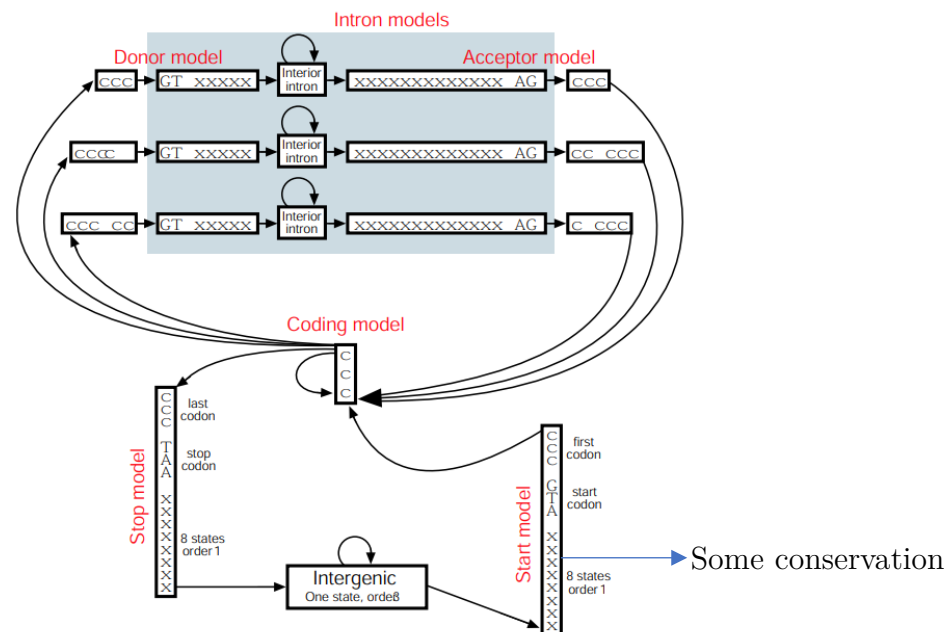 Intron models
Donor model
Acceptor model
CCC
GT XXXXX
Interior
intron
XXXXXXXXXXXXX AG
CCC
CCCC
GT XXXXX
Interior
intron
XXXXXXXXXXXXX AG
CC CCC
CCC CC
GT XXXXX
Interior
intron
XXXXXXXXXXXXX AG
C CCC
Coding model
C
C
C
Stop model
C
C
C
last
codon
T
A
A
stop
codon
X
X
X
X
X
X
X
X
8 states
order 1
Intergenic
One state, order3
Start model
C
C
C
first
codon
G
T
A
start
codon
X
X
X
X
X
X
X
X
8 states
order 1
Some conservation